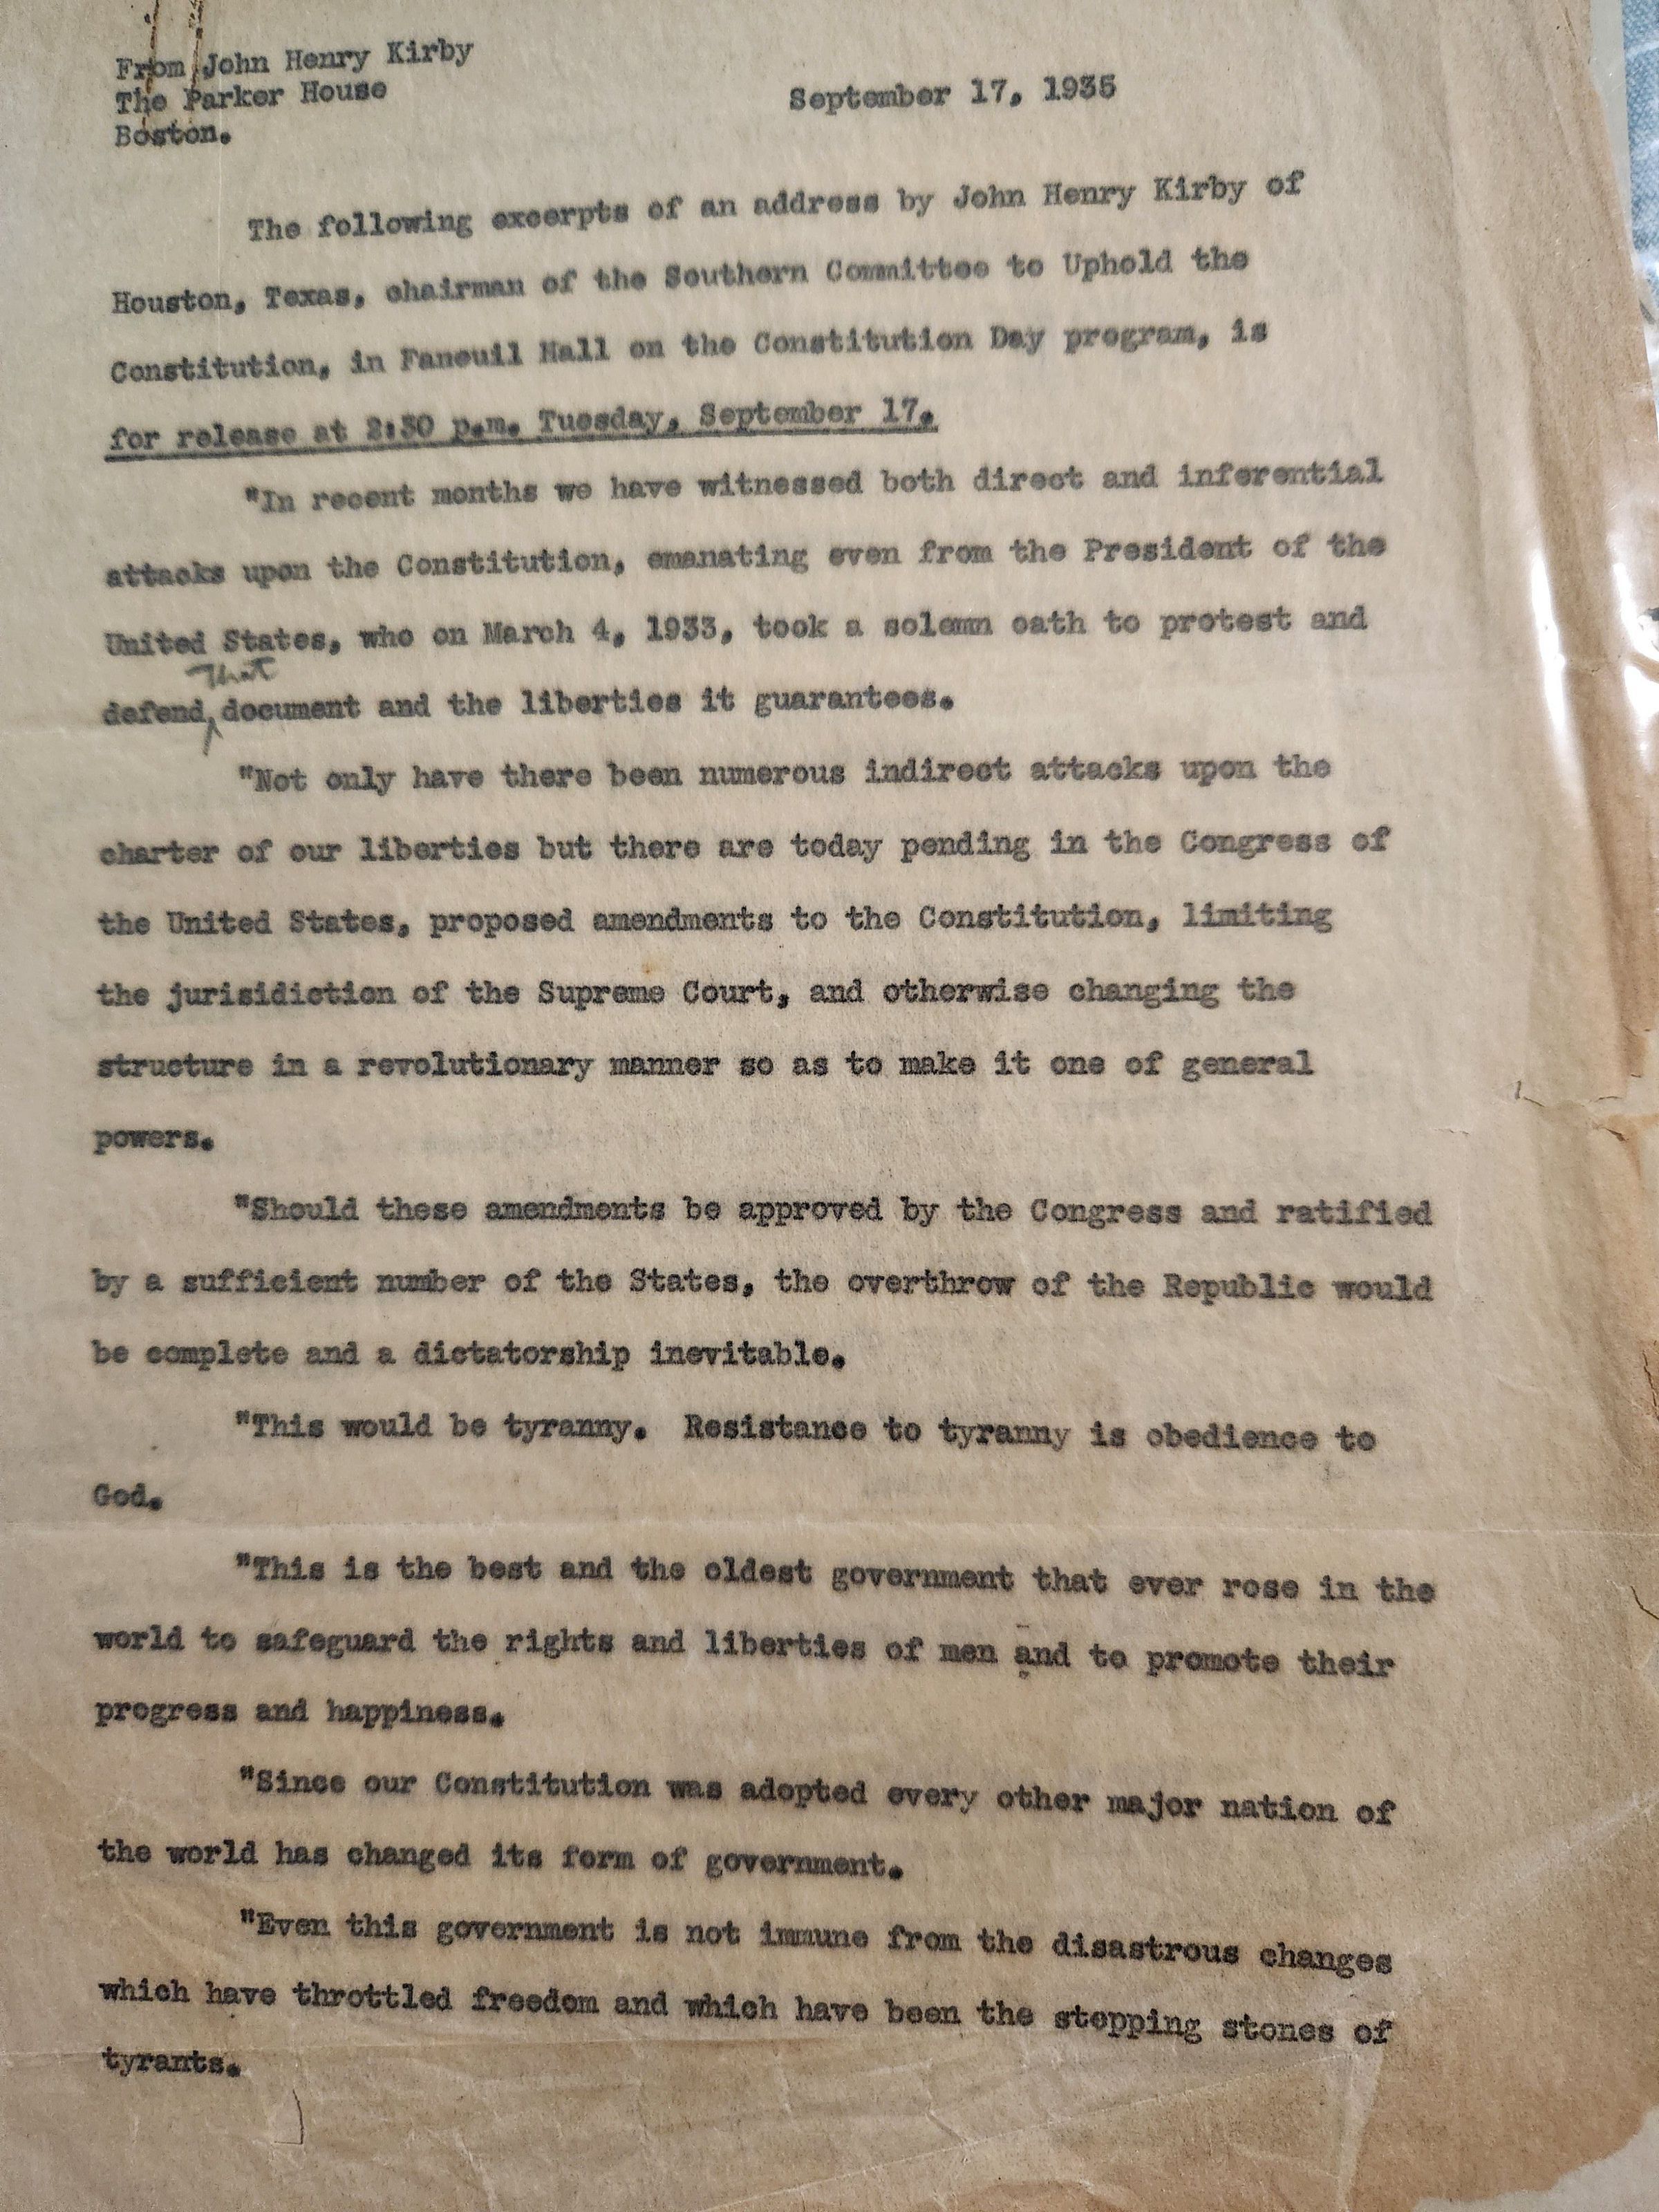 From John Henry Kirby
The Parker House
Boston.
September 17, 1935
The following excerpts of an address by John Henry Kirby of
Houston, Texas, chairman of the Southern Committee to Uphold the
Constitution, in Faneuil Hall on the Constitution Day program, is
for release at 2:30 p.m. Tuesday, September 17.
"In recent months we have witnessed both direct and inferential
attacks upon the Constitution, emanating even from the President of the
United States, who on March 4, 1933, took a solemn oath to protest and
That
defend, document and the liberties it guarantees.
"Not only have there been numerous indirect attacks upon the
charter of our liberties but there are today pending in the Congress of
the United States, proposed amendments to the Constitution, limiting
the jurisidiction of the Supreme Court, and otherwise changing the
structure in a revolutionary manner so as to make it one of general
powers.
"Should these amendments be approved by the Congress and ratified
by a sufficient number of the States, the overthrow of the Republic would
be complete and a dictatorship inevitable.
"This would be tyranny. Resistance to tyranny is obedience to
God.
"This is the best and the oldest government that ever rose in the
world to safeguard the rights and liberties of men and to promote their
progress and happiness.
"Since our Constitution was adopted every other major nation of
the world has changed its form of government.
"Even this government is not immune from the disastrous changes
which have throttled freedom and which have been the stepping stones of
tyrants.